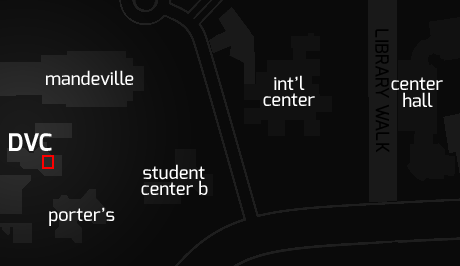 mandeville
int'l
center
LIBRARY WALK
center
hall
DVC
student
center b
porter's